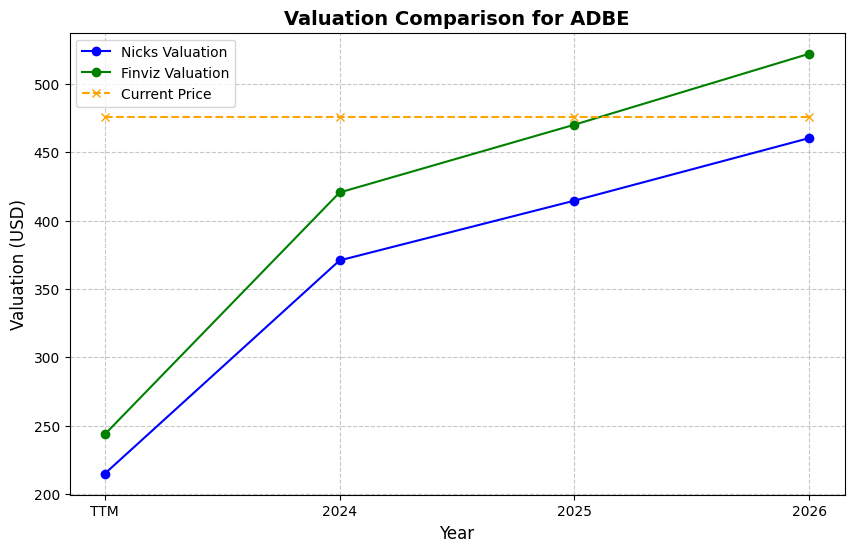 Valuation Comparison for ADBE
Nicks Valuation
Finviz Valuation
Current Price
Valuation (USD)
500
450
400
350
300
250
200
TTM
2024
2025
2026
Year